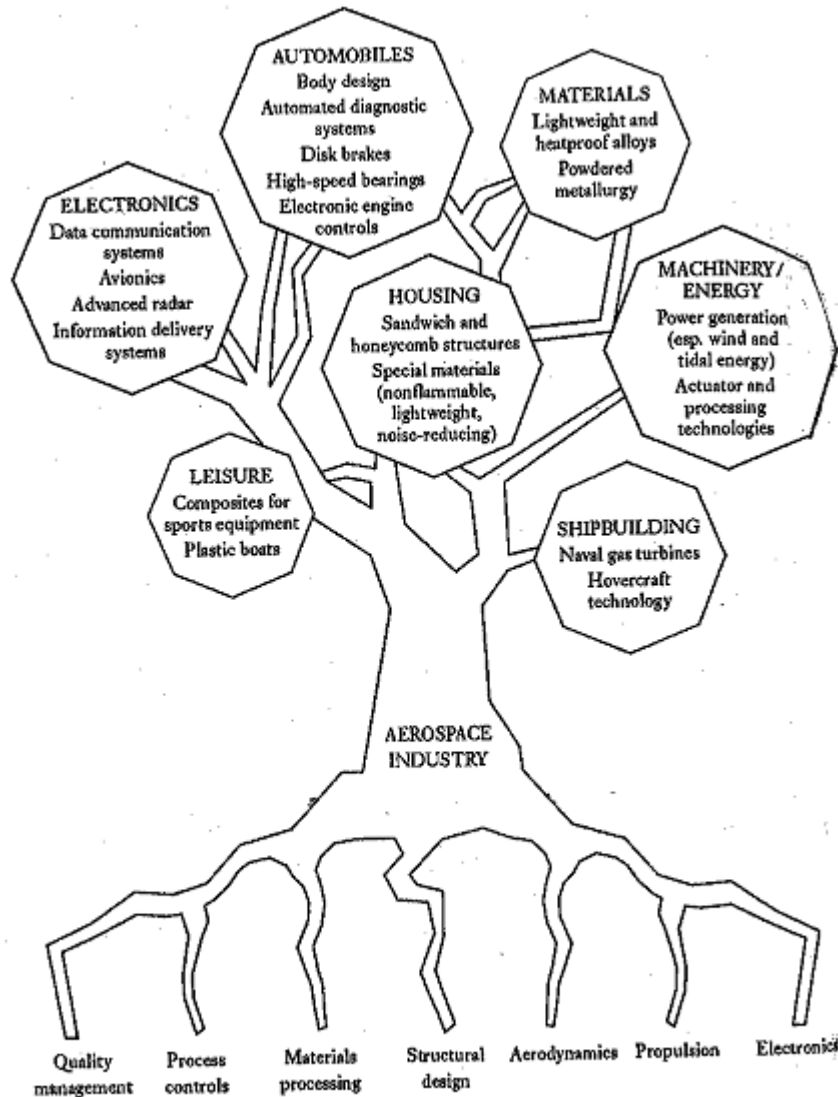 AUTOMOBILES
Body design
Automated diagnostic
systems
Disk brakes
High-speed bearings
Electronic engine
controls
MATERIALS
Lightweight and
heatproof alloys
Powdered
metallurgy
ELECTRONICS
Data communication
systems
Avionics
Advanced radar
Information delivery
systems
HOUSING
Sandwich and
honeycomb structures
Special materials
(nonflammable,
lightweight,
noise-reducing)
MACHINERY/
ENERGY
Power generation
(esp. wind and
tidal energy)
Actuator and
processing
technologies
LEISURE
Composites for
sports equipment
Plastic boats
SHIPBUILDING
Naval gas turbines
Hovercraft
technology
AEROSPACE
INDUSTRY
Quality
management
Process
controls
Materials
processing
Structural
design
Aerodynamics
Propulsion
Electronics